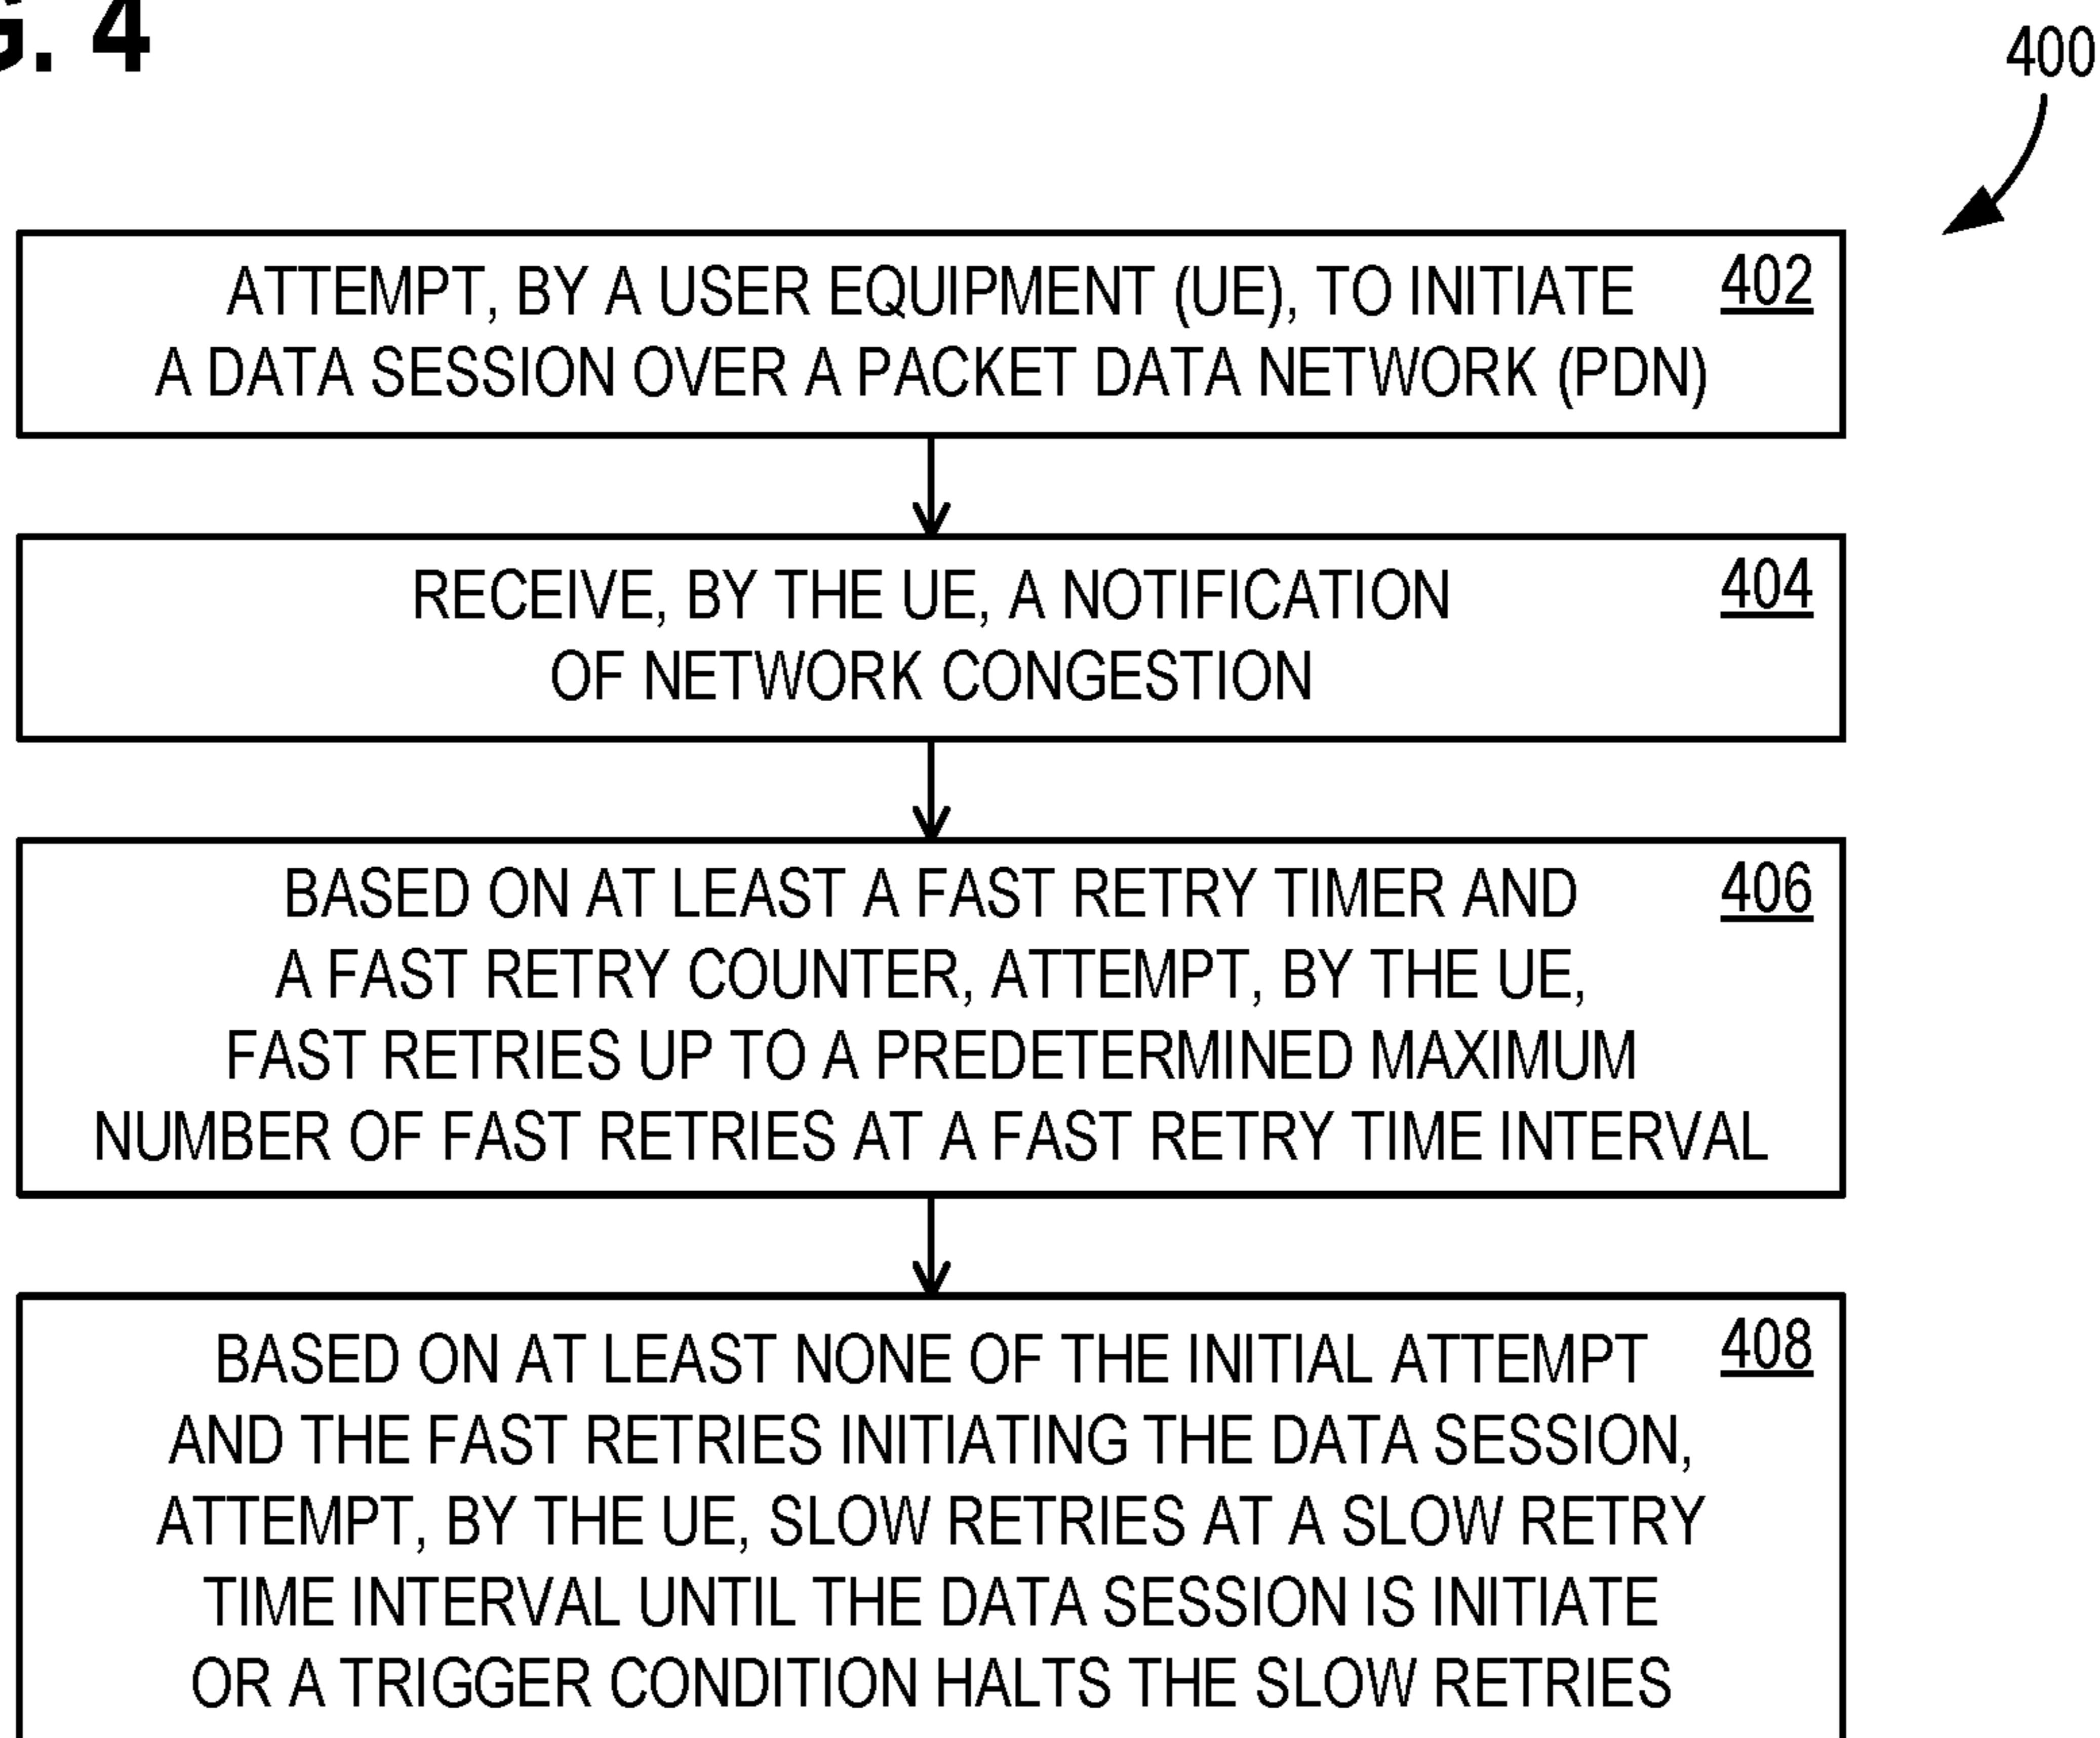 G. 4
400
ATTEMPT, BY A USER EQUIPMENT (UE), TO INITIATE 402
A DATA SESSION OVER A PACKET DATA NETWORK (PDN)
RECEIVE, BY THE UE, A NOTIFICATION 404
OF NETWORK CONGESTION
BASED ON AT LEAST A FAST RETRY TIMER AND 406
A FAST RETRY COUNTER, ATTEMPT, BY THE UE,
FAST RETRIES UP TO A PREDETERMINED MAXIMUM
NUMBER OF FAST RETRIES AT A FAST RETRY TIME INTERVAL
BASED ON AT LEAST NONE OF THE INITIAL ATTEMPT 408
AND THE FAST RETRIES INITIATING THE DATA SESSION,
ATTEMPT, BY THE UE, SLOW RETRIES AT A SLOW RETRY
TIME INTERVAL UNTIL THE DATA SESSION IS INITIATE
OR A TRIGGER CONDITION HALTS THE SLOW RETRIES